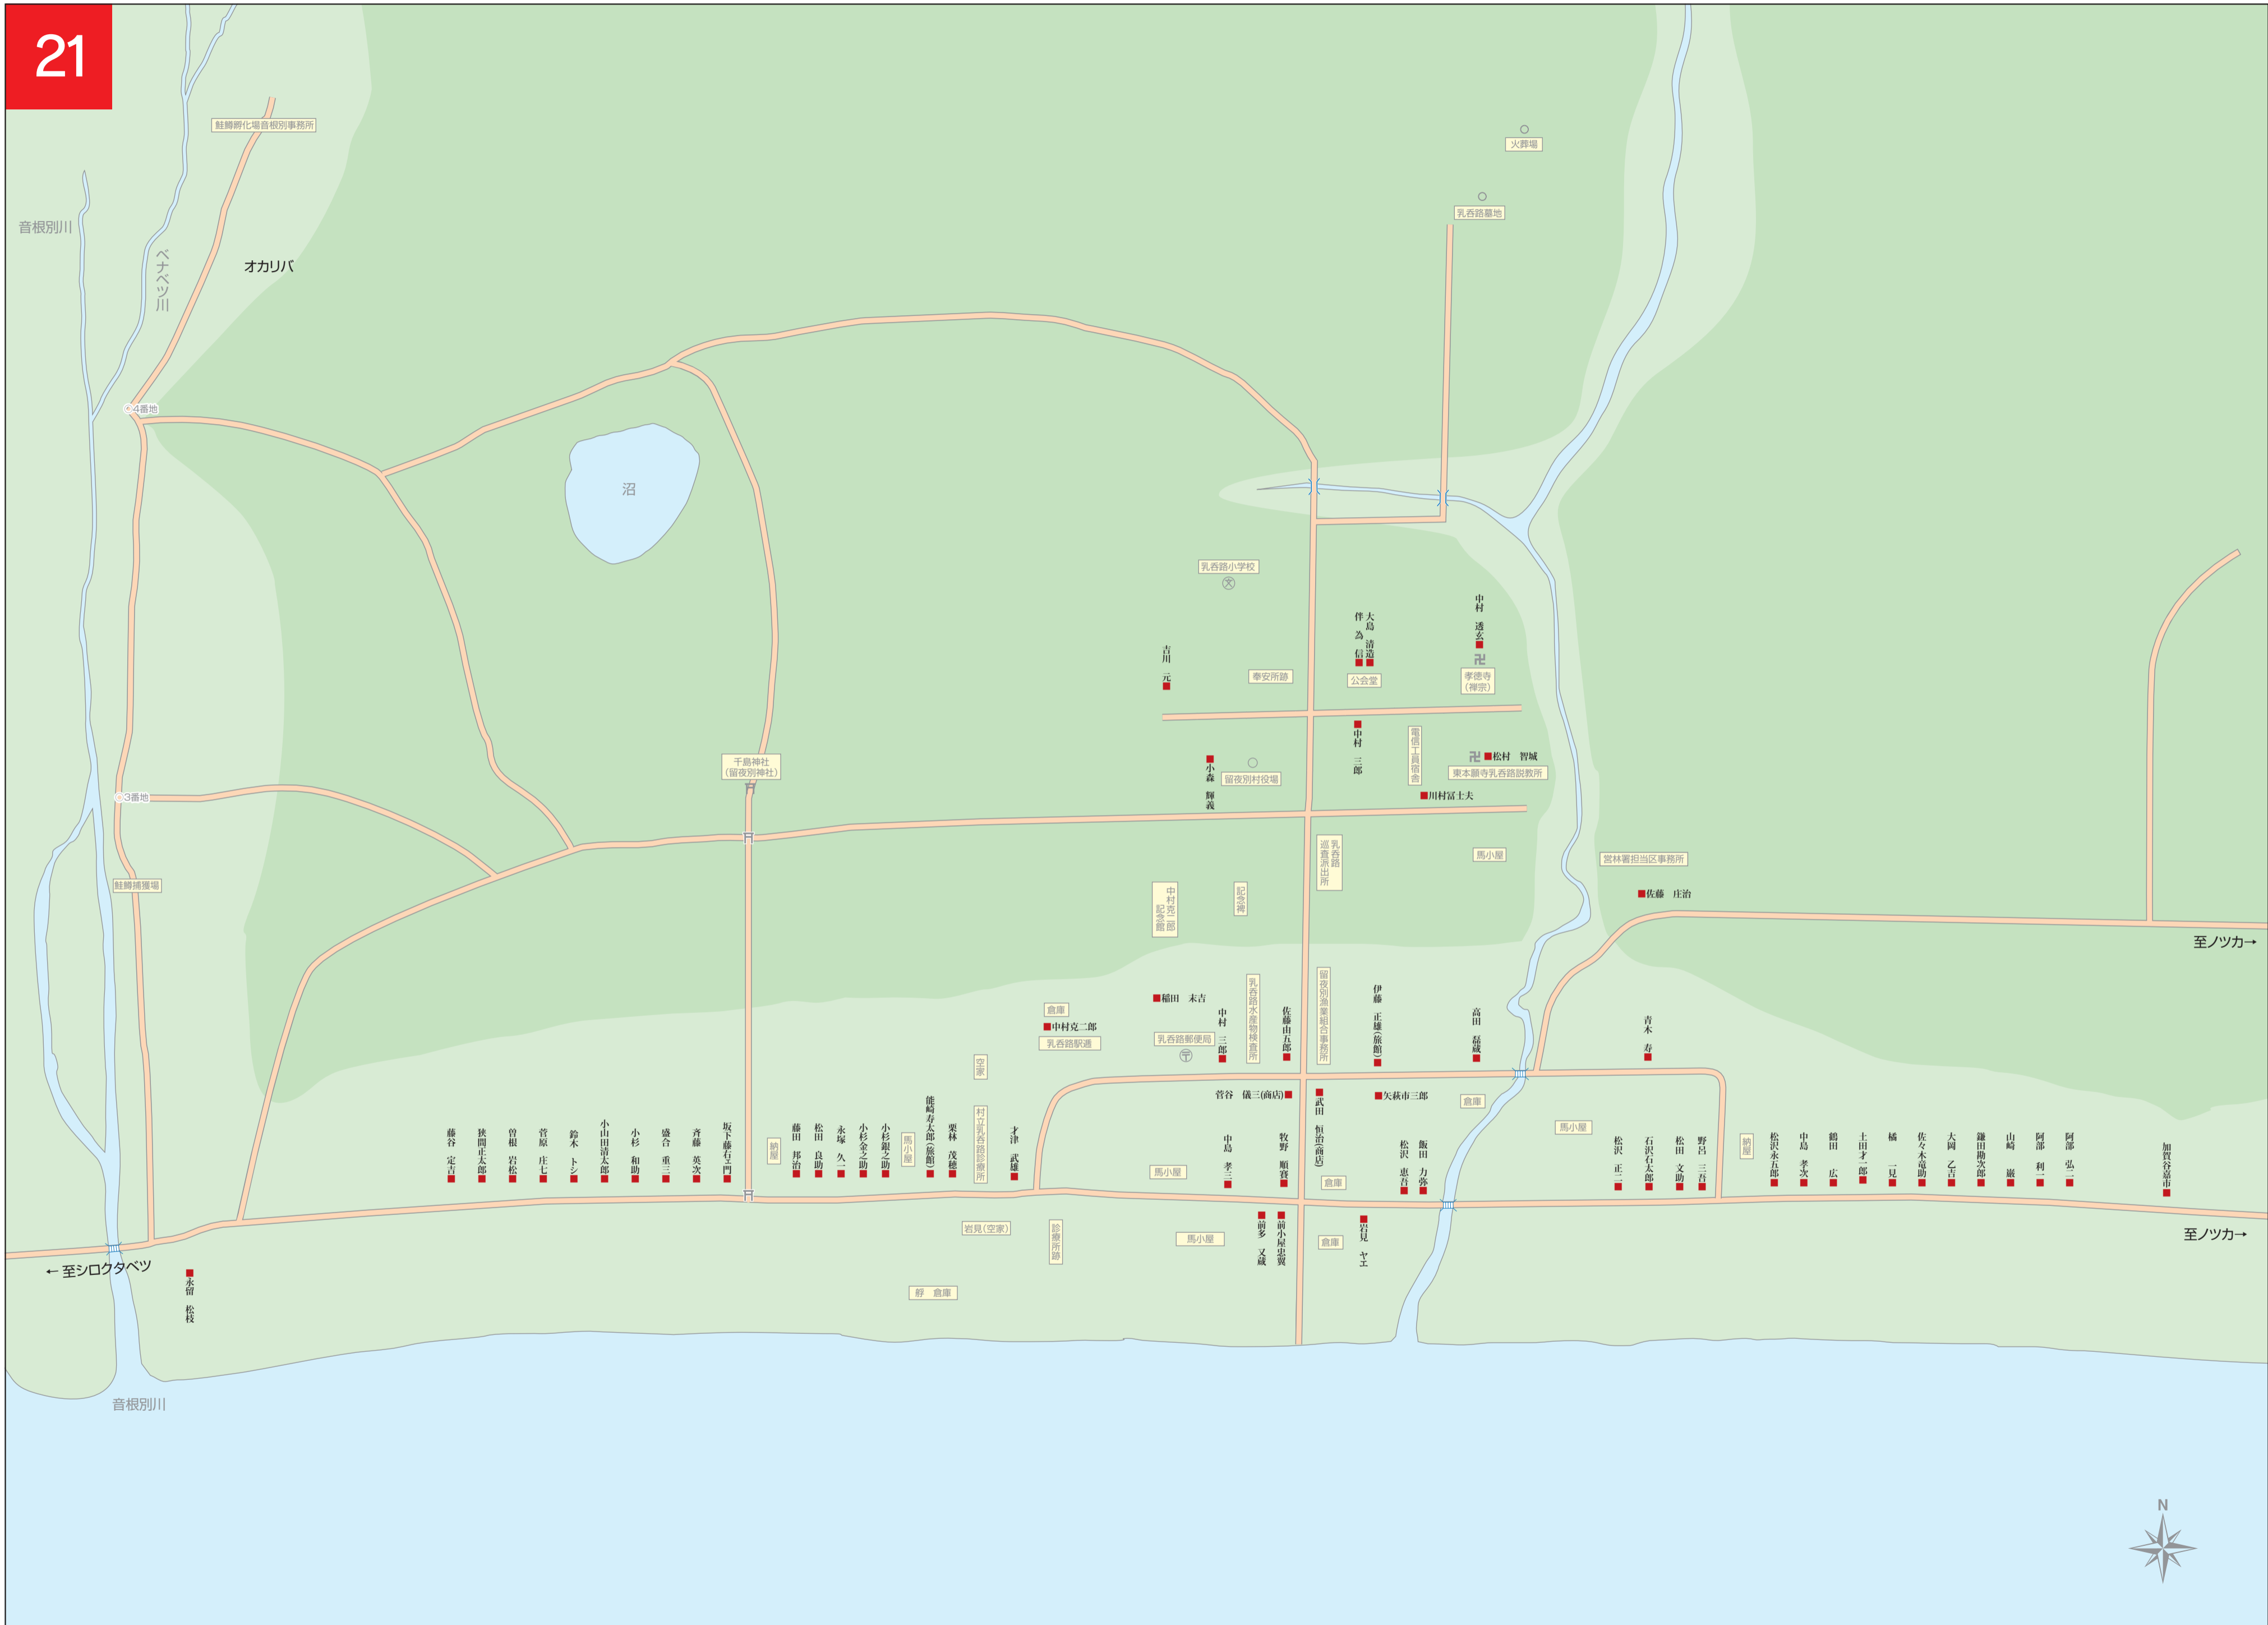 21
鮭鱒孵化場音根別事務所
火葬場
乳呑路墓地
音根別川
ベナベツ川
オカリバ
4番地
沼
乳呑路小学校
文
吉川 元
奉安所跡
伴 為信
大島 清造
公会堂
中村 透玄
卍
孝徳寺
(禅宗)
千島神社
(留夜別神社)
小森 輝義
留夜別村役場
中村 三郎
電信工員宿舎
卍
松村 智城
東本願寺乳呑路説教所
川村冨士夫
3番地
鮭鱒捕獲場
乳呑路
巡査派出所
馬小屋
営林署担当区事務所
佐藤 庄治
中村克二郎
記念館
記念碑
至ノツカ→
稲田 末吉
倉庫
中村克二郎
乳呑路駅逓
乳呑路郵便局
〒
中村 三郎
乳呑路水産物検査所
佐藤由五郎
留夜別漁業組合事務所
伊藤 正雄(旅館)
高田 磊蔵
青木 寿
空家
菅谷 儀三(商店)
武田 恒治(商店)
矢萩市三郎
倉庫
馬小屋
藤谷 定吉
狭間正太郎
曽根 岩松
菅原 庄七
鈴木 トシ
小山田清太郎
小杉 和助
盛合 重三
斉藤 英次
坂下藤右エ門
納屋
藤田 邦治
松田 良助
永塚 久一
小杉金之助
小杉銀之助
馬小屋
能崎寿太郎(旅館)
栗林 茂穂
村立乳呑路診療所
才津 武雄
馬小屋
中島 孝三
牧野 順賽
倉庫
松沢 恵吾
飯田 力弥
松沢 正二
石沢石太郎
松田 文助
野呂 三吾
納屋
松沢永五郎
中島 孝次
鶴田 広
土田才一郎
橘 一見
佐々木竜助
大岡 乙吉
鎌田勘次郎
山崎 巌
阿部 利一
阿部 弘二
加賀谷嘉市
岩見(空家)
診療所跡
馬小屋
前多 又蔵
前小屋忠翼
倉庫
岩見 ヤエ
至ノツカ→
← 至シロクタベツ
永留 松枝
艀 倉庫
音根別川
N